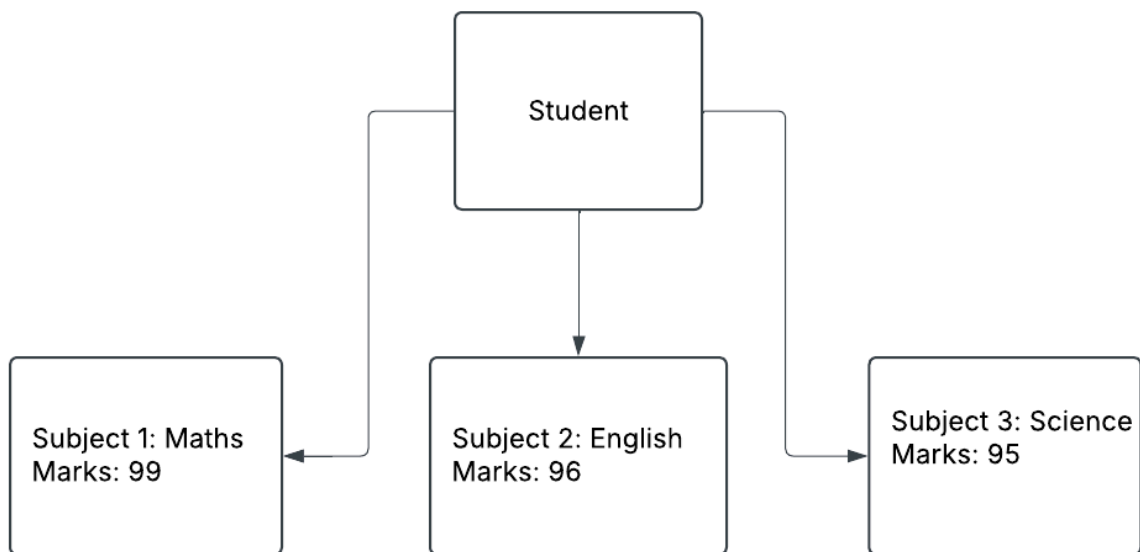 Student
Subject 1: Maths
Marks: 99
Subject 2: English
Marks: 96
Subject 3: Science
Marks: 95